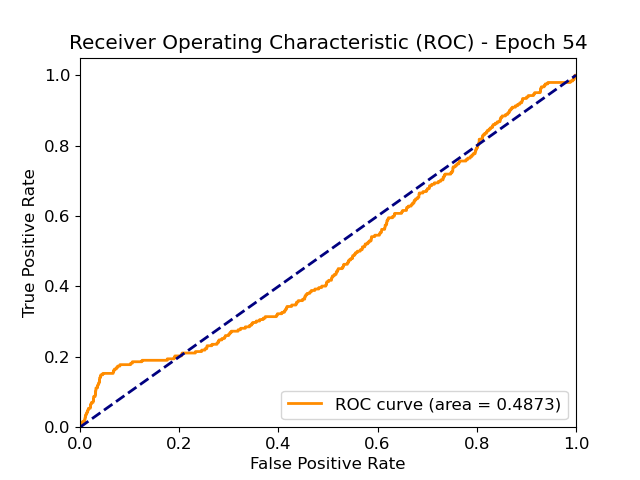 Receiver Operating Characteristic (ROC) - Epoch 54
True Positive Rate
1.0
0.8
0.6
0.4
0.2
0.0
ROC curve (area = 0.4873)
0.0 0.2 0.4 0.6 0.8 1.0
False Positive Rate